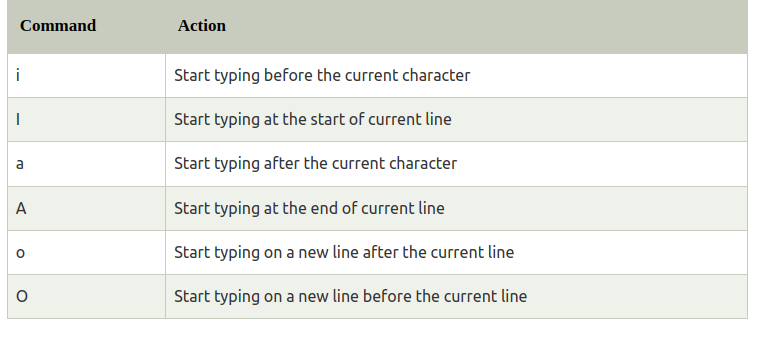 Command Action
i Start typing before the current character
I Start typing at the start of current line
a Start typing after the current character
A Start typing at the end of current line
o Start typing on a new line after the current line
O Start typing on a new line before the current line